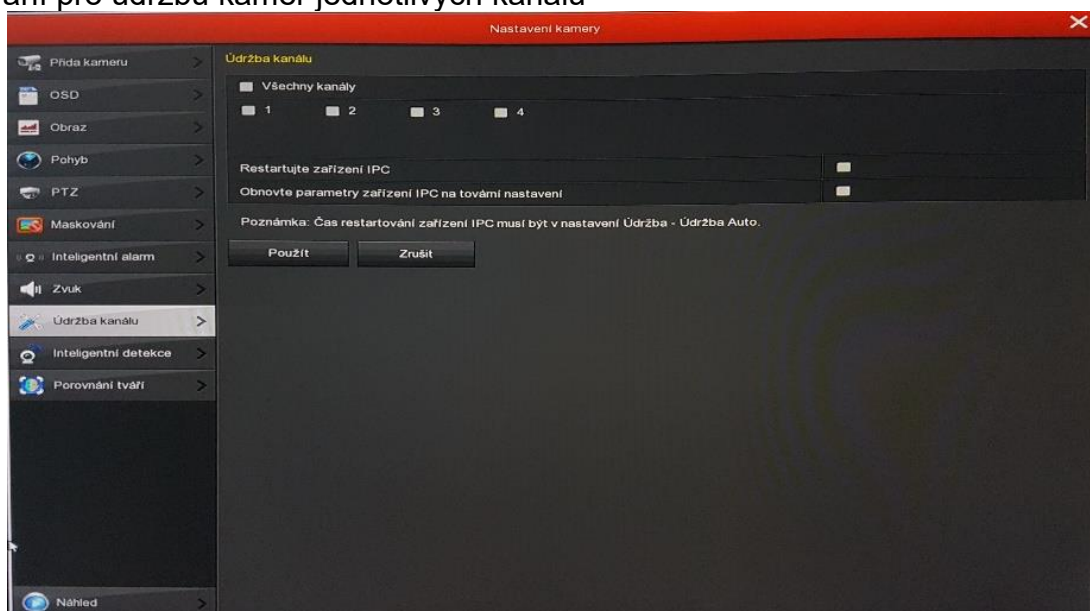 ání pro údržbu kamer jednotlivých kanálů
Nastavení kamery
Přida kameru
OSD
Obraz
Pohyb
PTZ
Maskování
Inteligentní alarm
Zvuk
Údržba kanálu
Inteligentní detekce
Porovnání tváří
Náhled
Údržba kanálu
Všechny kanály
1 2 3 4
Restartujte zařízení IPC
Obnovte parametry zařízení IPC na tovární nastavení
Poznámka: Čas restartování zařízení IPC musí být v nastavení Údržba - Údržba Auto.
Použít Zrušit